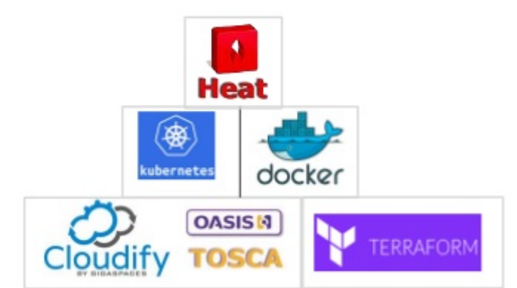 Heat
kubernetes
docker
OASIS
Cloudify
BY GIGASPACES
TOSCA
TERRAFORM